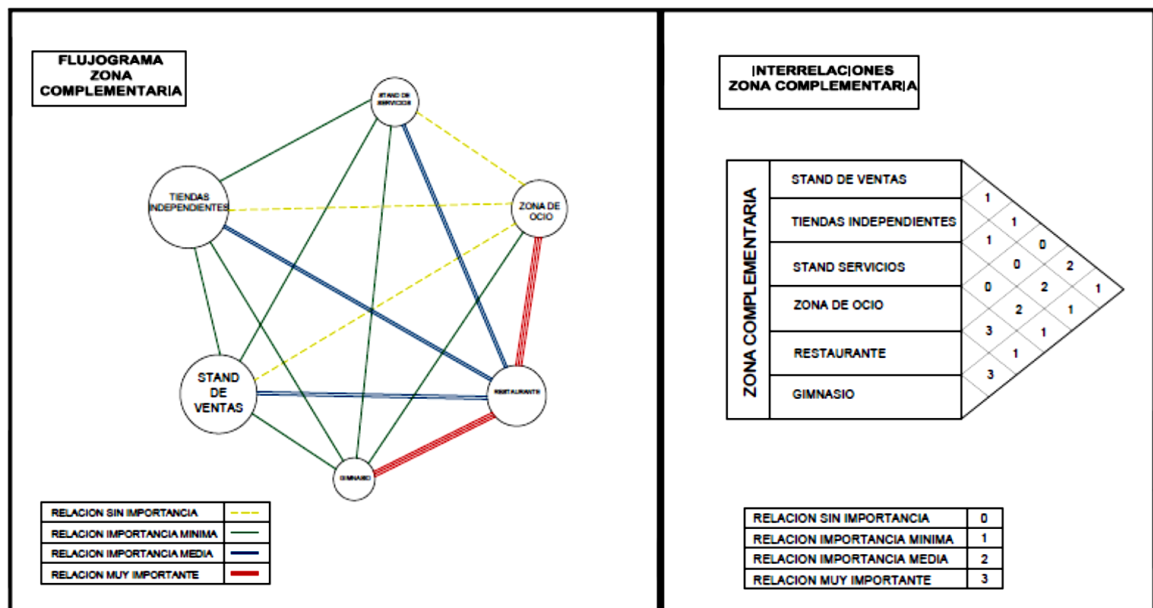 FLUJOGRAMA
ZONA
COMPLEMENTARIA
STAND DE
SERVICIOS
TIENDAS
INDEPENDIENTES
ZONA DE
OCIO
STAND
DE
VENTAS
RESTAURANTE
GIMNASIO
RELACION SIN IMPORTANCIA
RELACION IMPORTANCIA MINIMA
RELACION IMPORTANCIA MEDIA
RELACION MUY IMPORTANTE
INTERRELACIONES
ZONA COMPLEMENTARIA
ZONA COMPLEMENTARIA
STAND DE VENTAS
TIENDAS INDEPENDIENTES
STAND SERVICIOS
ZONA DE OCIO
RESTAURANTE
GIMNASIO
1
1
1 0
0 2
0 2 1
2 1
3 1
1
3
RELACION SIN IMPORTANCIA 0
RELACION IMPORTANCIA MINIMA 1
RELACION IMPORTANCIA MEDIA 2
RELACION MUY IMPORTANTE 3